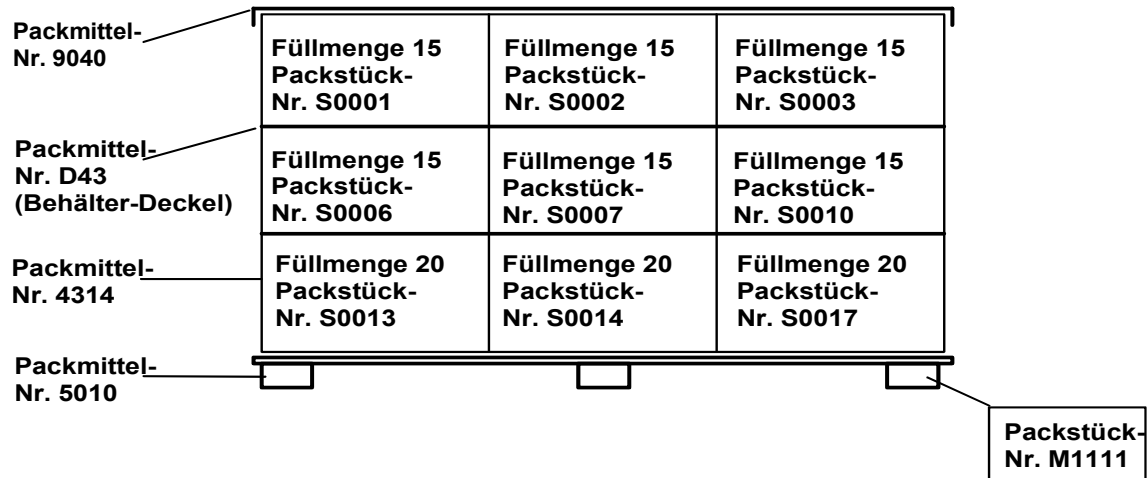 Packmittel-
Nr. 9040
Füllmenge 15
Packstück-
Nr. S0001
Füllmenge 15
Packstück-
Nr. S0002
Füllmenge 15
Packstück-
Nr. S0003
Packmittel-
Nr. D43
(Behälter-Deckel)
Füllmenge 15
Packstück-
Nr. S0006
Füllmenge 15
Packstück-
Nr. S0007
Füllmenge 15
Packstück-
Nr. S0010
Packmittel-
Nr. 4314
Füllmenge 20
Packstück-
Nr. S0013
Füllmenge 20
Packstück-
Nr. S0014
Füllmenge 20
Packstück-
Nr. S0017
Packmittel-
Nr. 5010
Packstück-
Nr. M1111